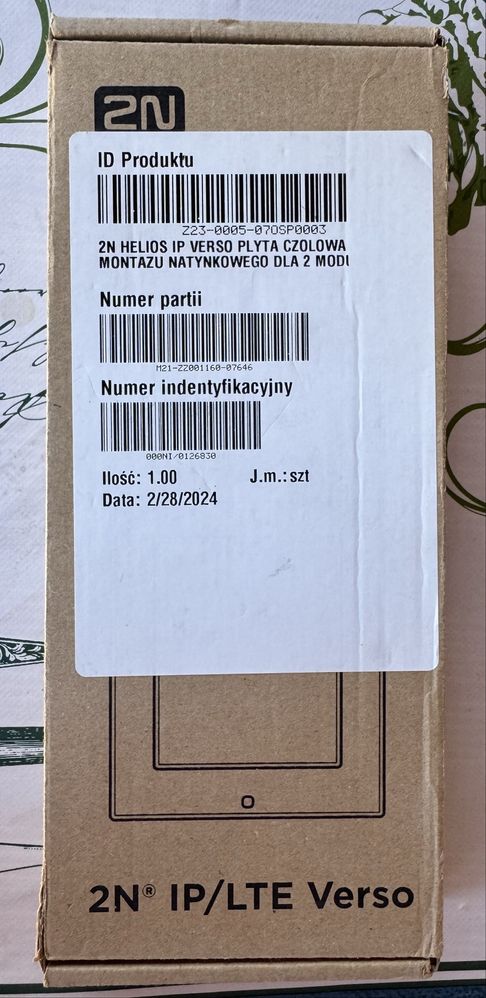 2N
ID Produktu
Z23-0005-070SP0003
2N HELIOS IP VERSO PLYTA CZOLOWA
MONTAZU NATYNKOWEGO DLA 2 MODU
Numer partii
M21-ZZ001160-07646
Numer indentyfikacyjny
000NI/0126830
Ilość: 1.00 J.m.: szt
Data: 2/28/2024
2N® IP/LTE Verso